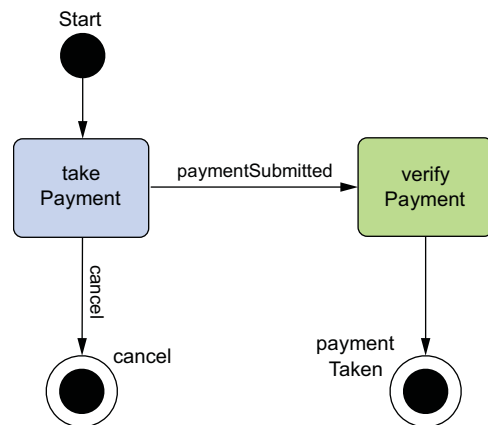 Start
take
Payment
paymentSubmitted
verify
Payment
cancel
cancel
payment
Taken